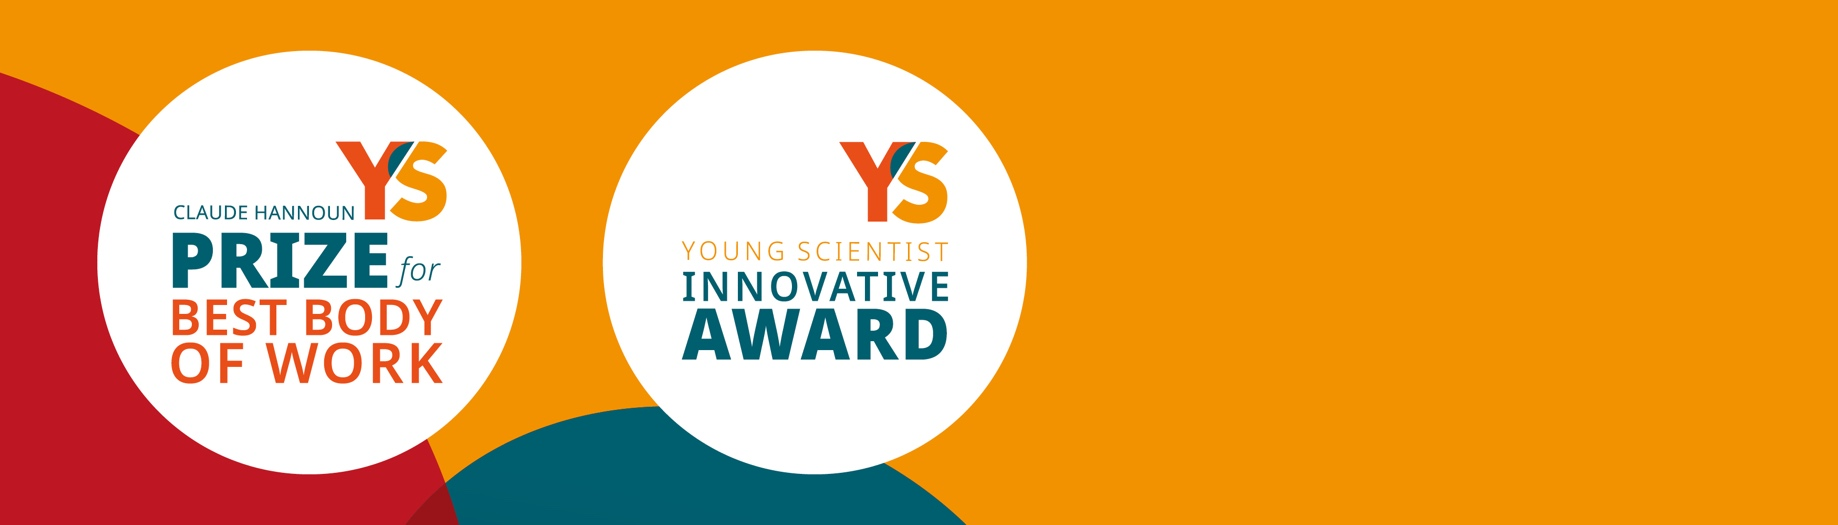 YS
CLAUDE HANNOUN
PRIZE for
BEST BODY
OF WORK
YS
YOUNG SCIENTIST
INNOVATIVE
AWARD